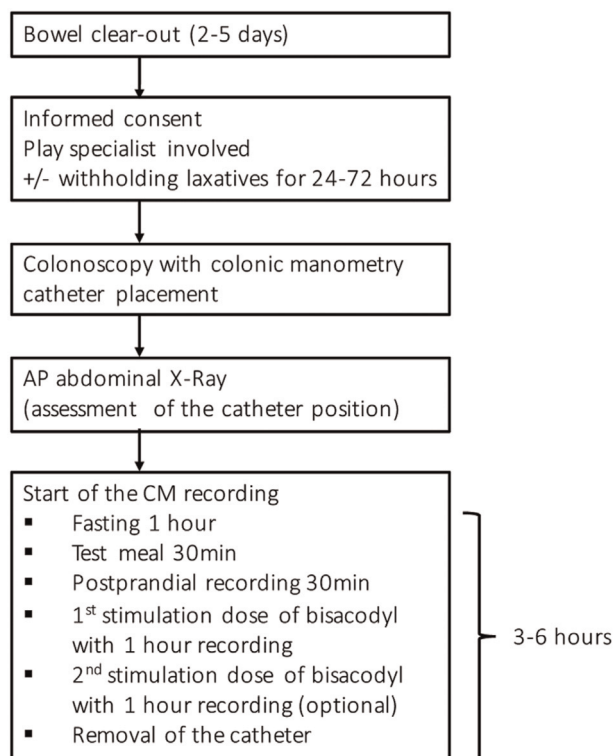 Bowel clear-out (2-5 days)
Informed consent
Play specialist involved
+/- withholding laxatives for 24-72 hours
Colonoscopy with colonic manometry
catheter placement
AP abdominal X-Ray
(assessment of the catheter position)
Start of the CM recording
▪ Fasting 1 hour
▪ Test meal 30min
▪ Postprandial recording 30min
▪ 1st stimulation dose of bisacodyl
with 1 hour recording
▪ 2nd stimulation dose of bisacodyl
with 1 hour recording (optional)
▪ Removal of the catheter
3-6 hours